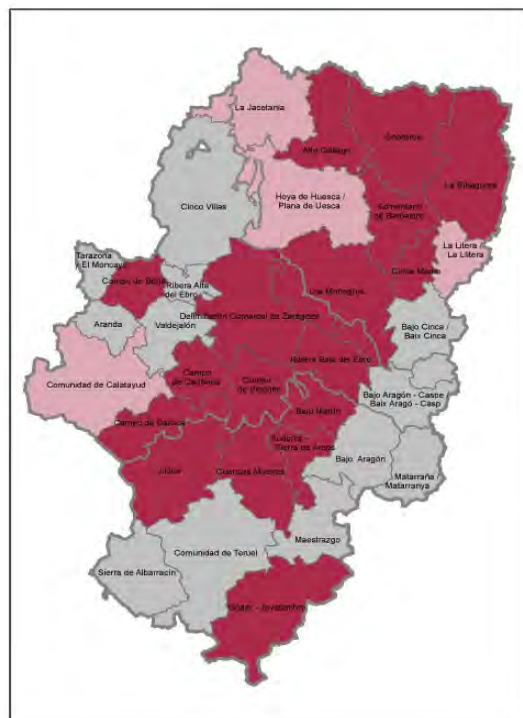 La Jacetania
Alto Gállego
Sobrarbe
La Ribagorza
Cinco Villas
Hoya de Huesca /
Plana de Uesca
Somontano
de Barbastro
La Litera /
La Llitera
Cinca Medio
Tarazona
/ El Moncayo
Campo de Borja
Ribera Alta
del Ebro
Los Monegros
Aranda
Valdejalón
Delimitación Comarcal de Zaragoza
Bajo Cinca /
Baix Cinca
Comunidad de Calatayud
Campo
de Cariñena
Campo
de Belchite
Ribera Baja del Ebro
Bajo Aragón - Caspe
Baix Aragó - Casp
Campo de Daroca
Bajo Martín
Jiloca
Cuencas Mineras
Andorra -
Sierra de Arcos
Bajo Aragón
Matarraña /
Matarranya
Maestrazgo
Comunidad de Teruel
Sierra de Albarracín
Gúdar - Javalambre